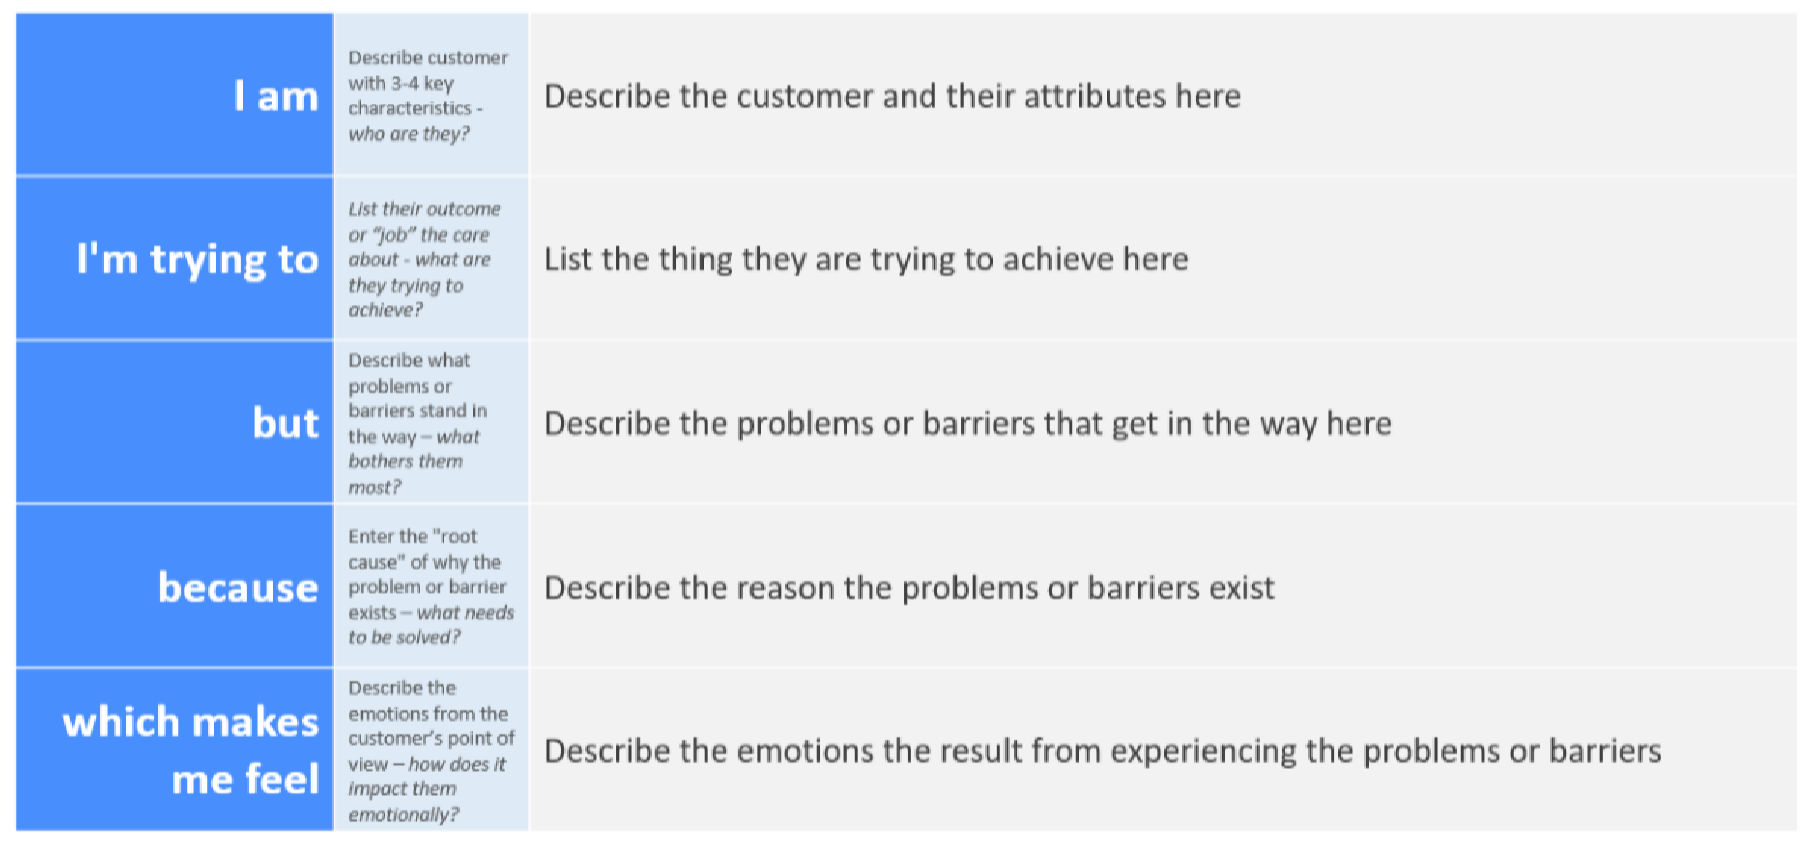 I am
Describe customer
with 3-4 key
characteristics -
who are they?
Describe the customer and their attributes here
I'm trying to
List their outcome
or “job” the care
about - what are
they trying to
achieve?
List the thing they are trying to achieve here
but
Describe what
problems or
barriers stand in
the way – what
bothers them
most?
Describe the problems or barriers that get in the way here
because
Enter the "root
cause" of why the
problem or barrier
exists – what needs
to be solved?
Describe the reason the problems or barriers exist
which makes
me feel
Describe the
emotions from the
customer's point of
view – how does it
impact them
emotionally?
Describe the emotions the result from experiencing the problems or barriers